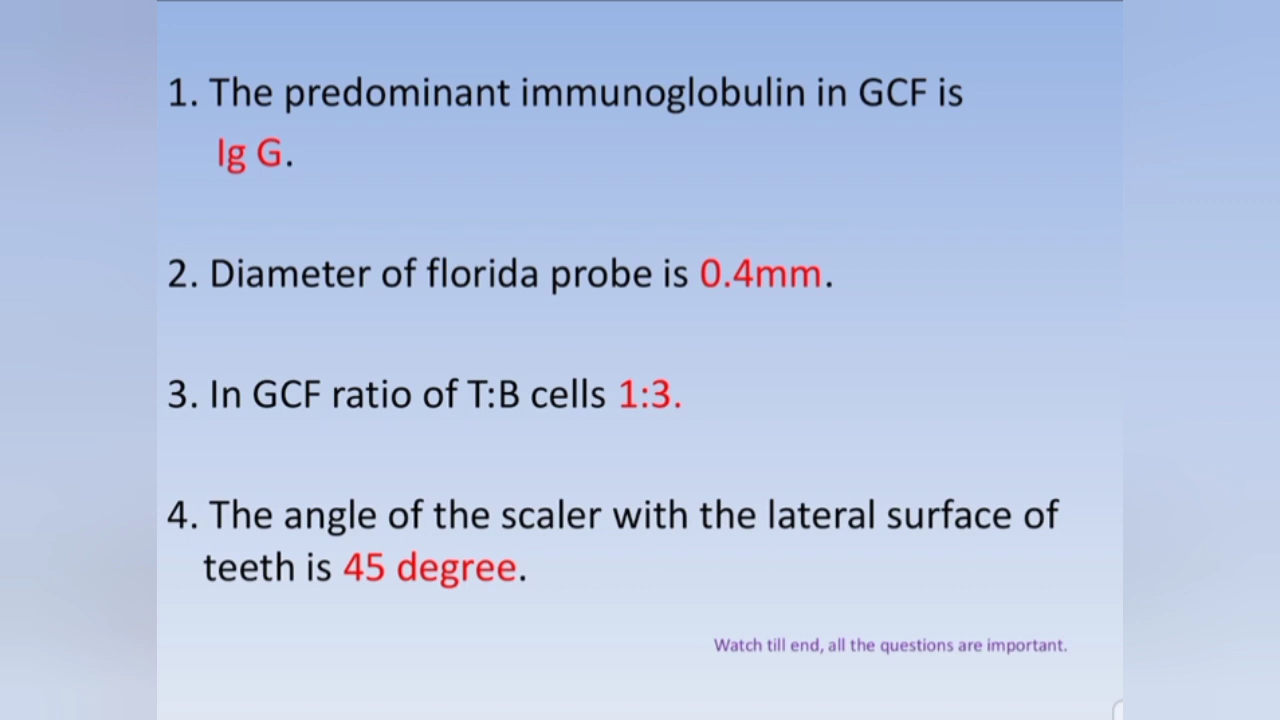 1. The predominant immunoglobulin in GCF is
Ig G.
2. Diameter of florida probe is 0.4mm.
3. In GCF ratio of T:B cells 1:3.
4. The angle of the scaler with the lateral surface of
teeth is 45 degree.
Watch till end, all the questions are important.